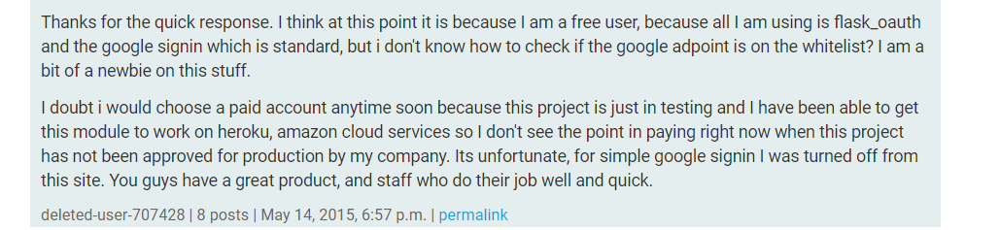 Thanks for the quick response. I think at this point it is because I am a free user, because all I am using is flask_oauth
and the google signin which is standard, but i don't know how to check if the google adpoint is on the whitelist? I am a
bit of a newbie on this stuff.
I doubt i would choose a paid account anytime soon because this project is just in testing and I have been able to get
this module to work on heroku, amazon cloud services so I don't see the point in paying right now when this project
has not been approved for production by my company. Its unfortunate, for simple google signin I was turned off from
this site. You guys have a great product, and staff who do their job well and quick.
deleted-user-707428 | 8 posts | May 14, 2015, 6:57 p.m. | permalink